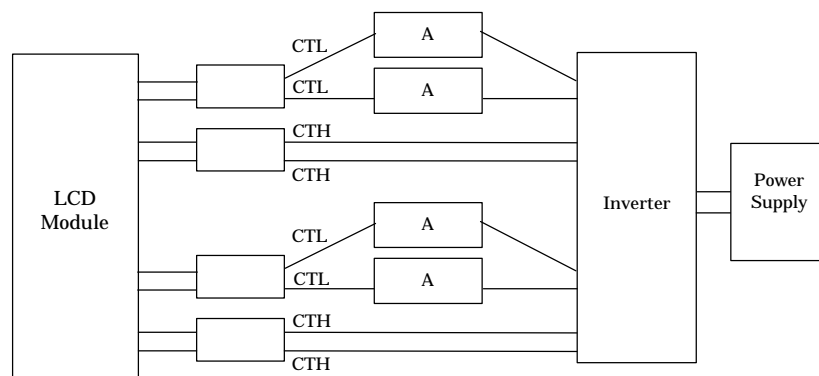 CTL
A
CTL
A
CTH
CTH
LCD
Module
CTL
A
CTL
A
CTH
CTH
Inverter
Power
Supply